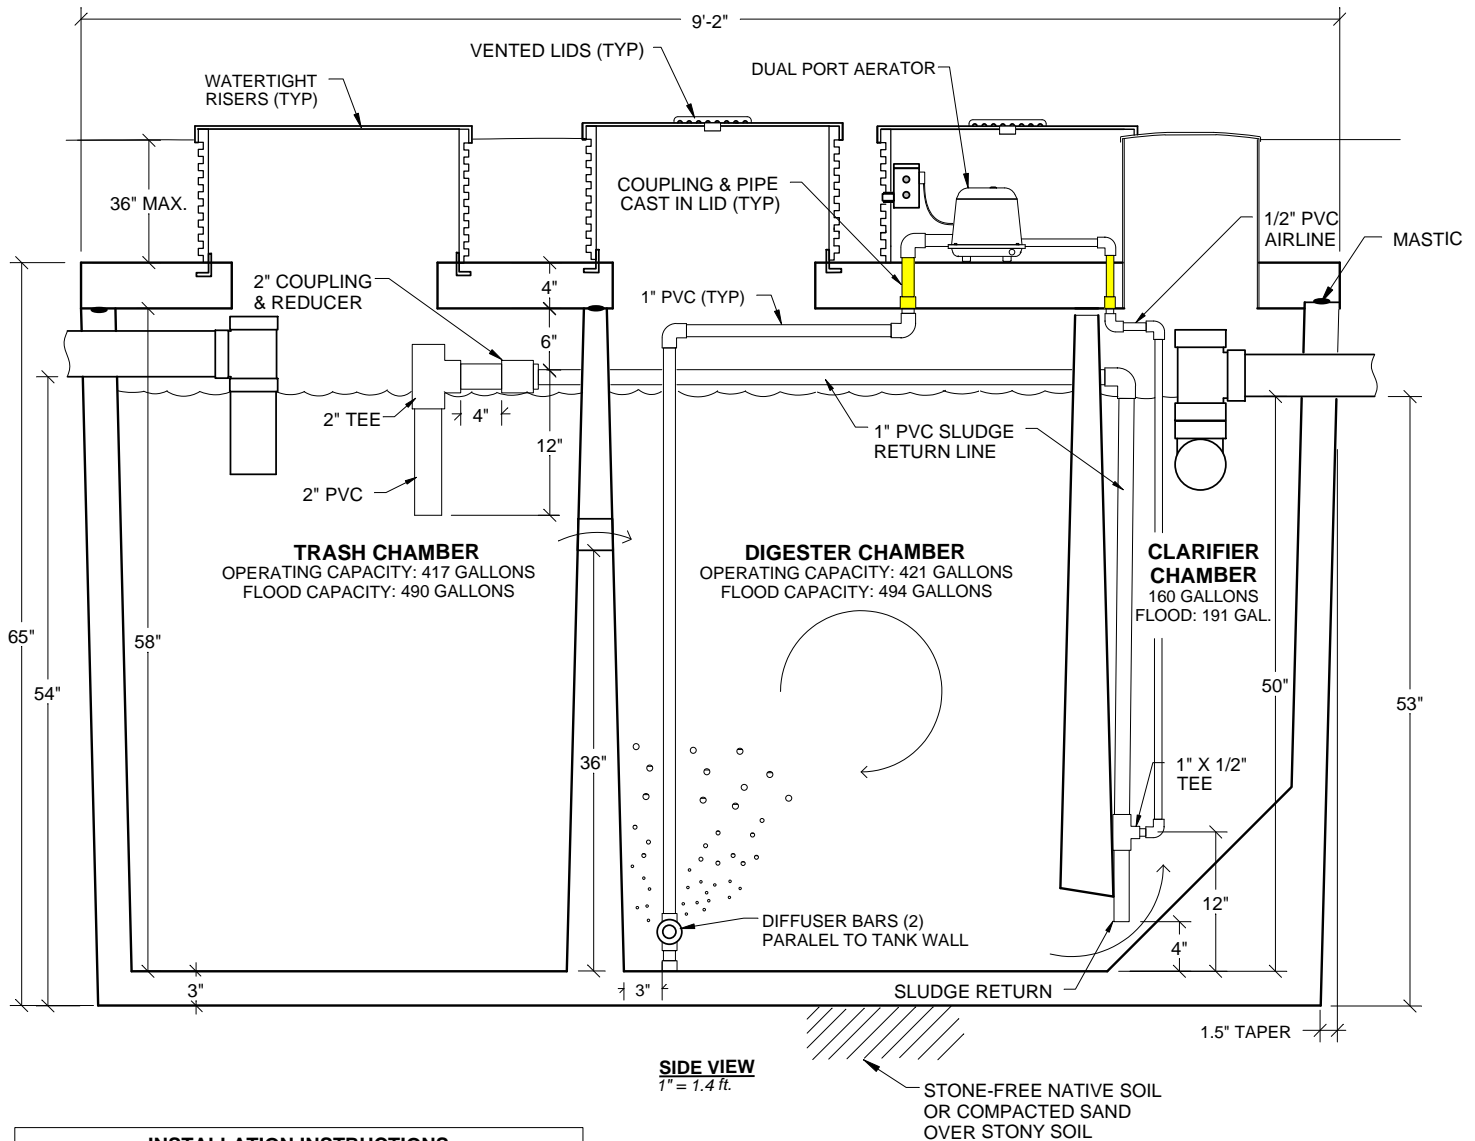 9'-2"
VENTED LIDS (TYP)
DUAL PORT AERATOR
WATERTIGHT
RISERS (TYP)
36" MAX.
COUPLING & PIPE
CAST IN LID (TYP)
1/2" PVC
AIRLINE
MASTIC
2" COUPLING
& REDUCER
4"
1" PVC (TYP)
6"
2" TEE
4"
12"
1" PVC SLUDGE
RETURN LINE
2" PVC
TRASH CHAMBER
OPERATING CAPACITY: 417 GALLONS
FLOOD CAPACITY: 490 GALLONS
DIGESTER CHAMBER
OPERATING CAPACITY: 421 GALLONS
FLOOD CAPACITY: 494 GALLONS
CLARIFIER
CHAMBER
160 GALLONS
FLOOD: 191 GAL.
65"
58"
54"
50"
53"
36"
1" X 1/2"
TEE
12"
DIFFUSER BARS (2)
PARALEL TO TANK WALL
4"
3"
3"
SLUDGE RETURN
1.5" TAPER
SIDE VIEW
1" = 1.4 ft.
STONE-FREE NATIVE SOIL
OR COMPACTED SAND
OVER STONY SOIL
INSTALLATION INSTRUCTIONS